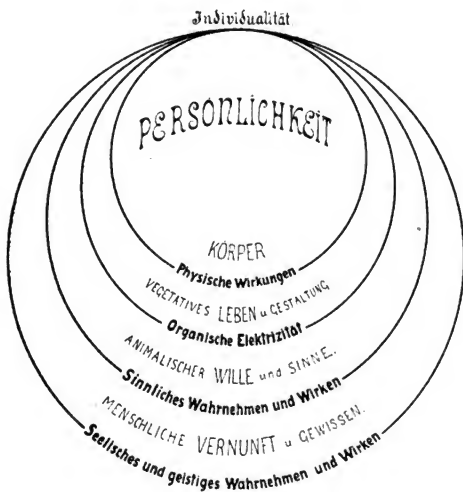 Individualität
PERSÖNLICHKEIT
KÖRPER
Physische Wirkungen
VEGETATIVES LEBEN u GESTALTUNG
Organische Elektrizität
ANIMALISCHER WILLE und SINNE.
Sinnliches Wahrnehmen und Wirken
MENSCHLICHE VERNUNFT u GEWISSEN.
Seelisches und geistiges Wahrnehmen und Wirken